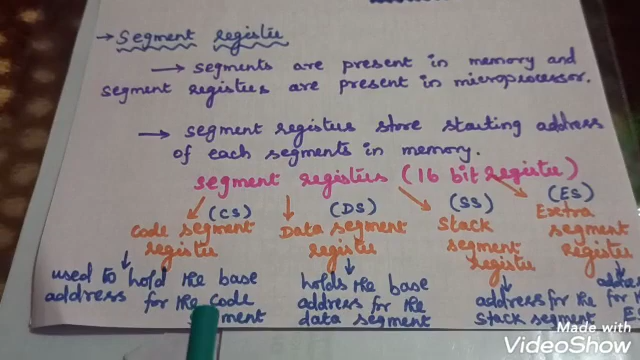 → Segment register
→ segments are present in memory and
segment registers are present in microprocessor.
→ segment registers store starting address
of each segments in memory.
segment registers (16 bit register)
(CS) (DS) (SS) (ES)
Code segment register
Data segment register
Stack segment register
Extra segment register
used to hold the base
address for the code
segment
holds the base
address for the
data segment
address for the
stack segment
Made with
VideoShow